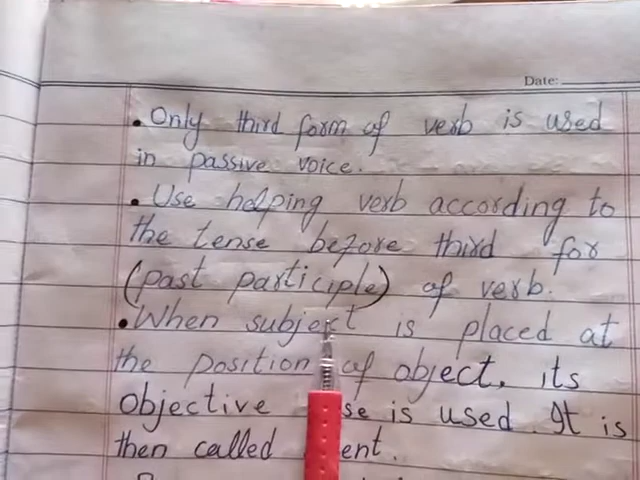 Date:
• Only third form of verb is used
in passive voice.
• Use helping verb according to
the tense before third for
(past participle) of verb.
• When subject is placed at
the position of object, its
objective se is used. It is
then called ent.